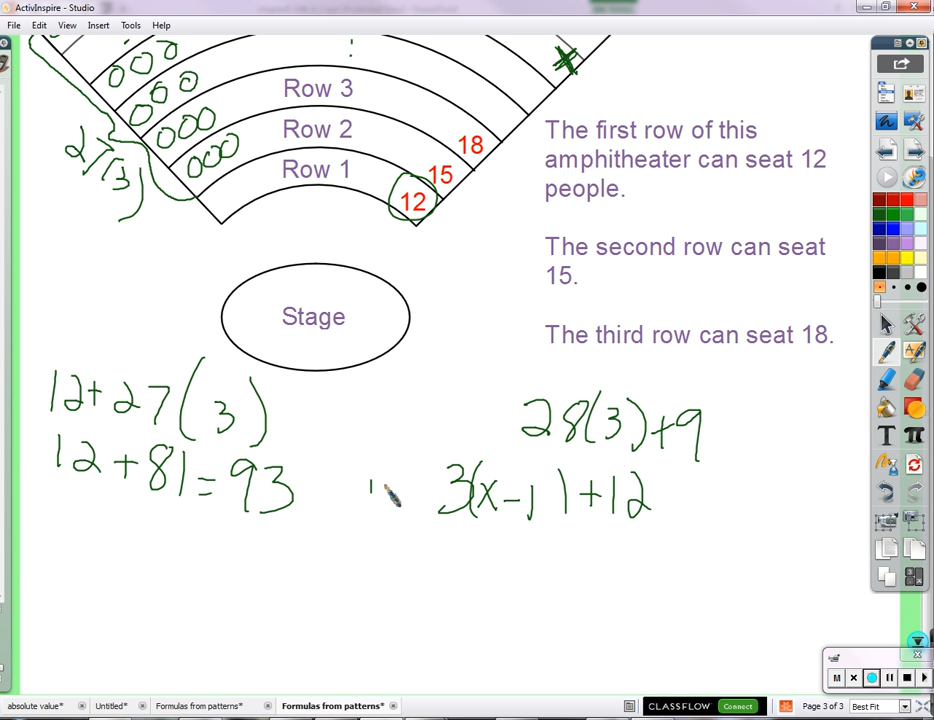 ActivInspire - Studio
File Edit View Insert Tools Help
Row 3
Row 2
Row 1
18
15
12
Stage
The first row of this
amphitheater can seat 12
people.
The second row can seat
15.
The third row can seat 18.
12+27(3)
12+81=93
28(3)+9
3(x-1)+12
CLASSFLOW Connect
Page 3 of 3
Best Fit
M
absolute value*
Untitled*
Formulas from patterns*
Formulas from patterns*